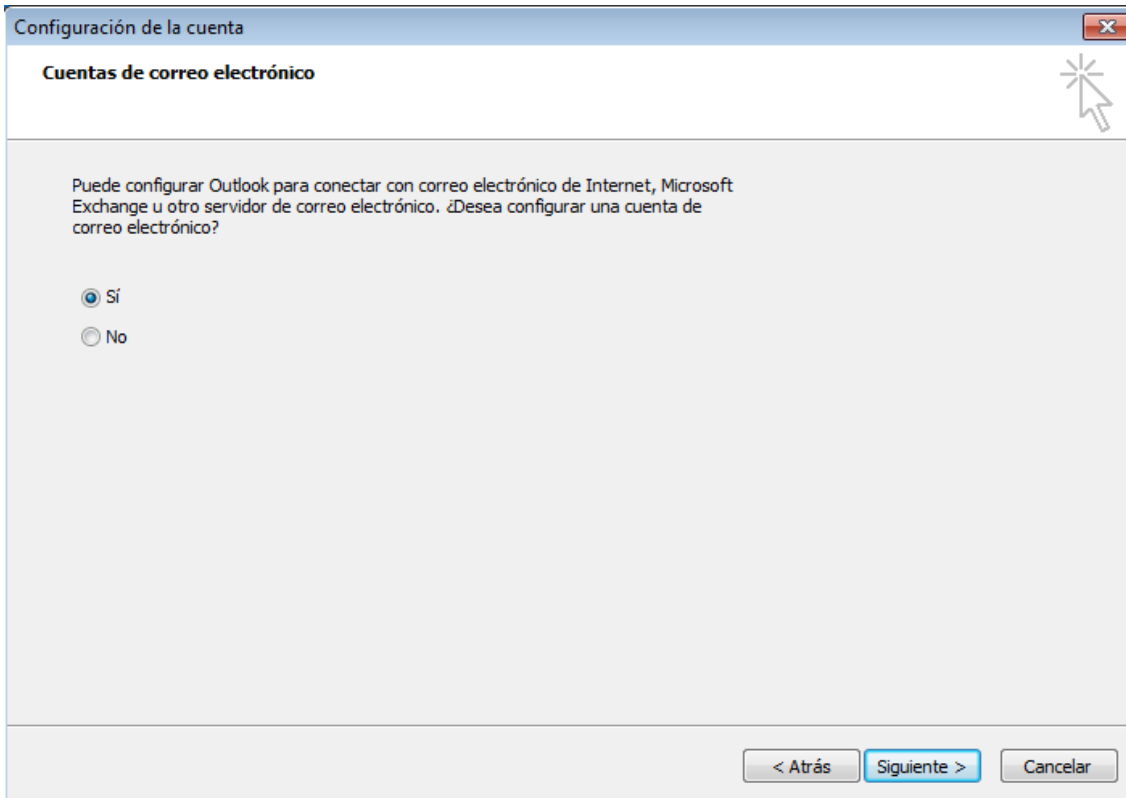 Configuración de la cuenta
Cuentas de correo electrónico
Puede configurar Outlook para conectar con correo electrónico de Internet, Microsoft
Exchange u otro servidor de correo electrónico. ¿Desea configurar una cuenta de
correo electrónico?
Sí
No
< Atrás
Siguiente >
Cancelar